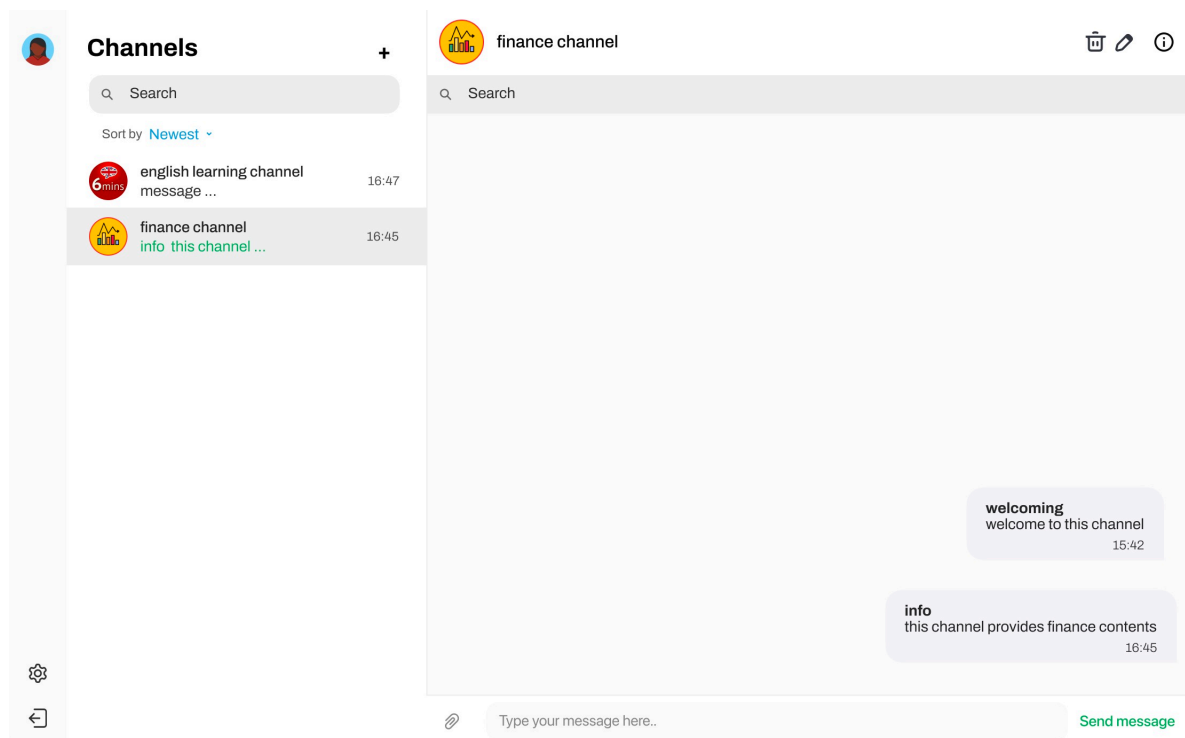 Channels
+
Search
Sort by Newest
6mins
english learning channel
message ...
16:47
finance channel
info this channel ...
16:45
finance channel
Search
welcoming
welcome to this channel
15:42
info
this channel provides finance contents
16:45
Type your message here..
Send message